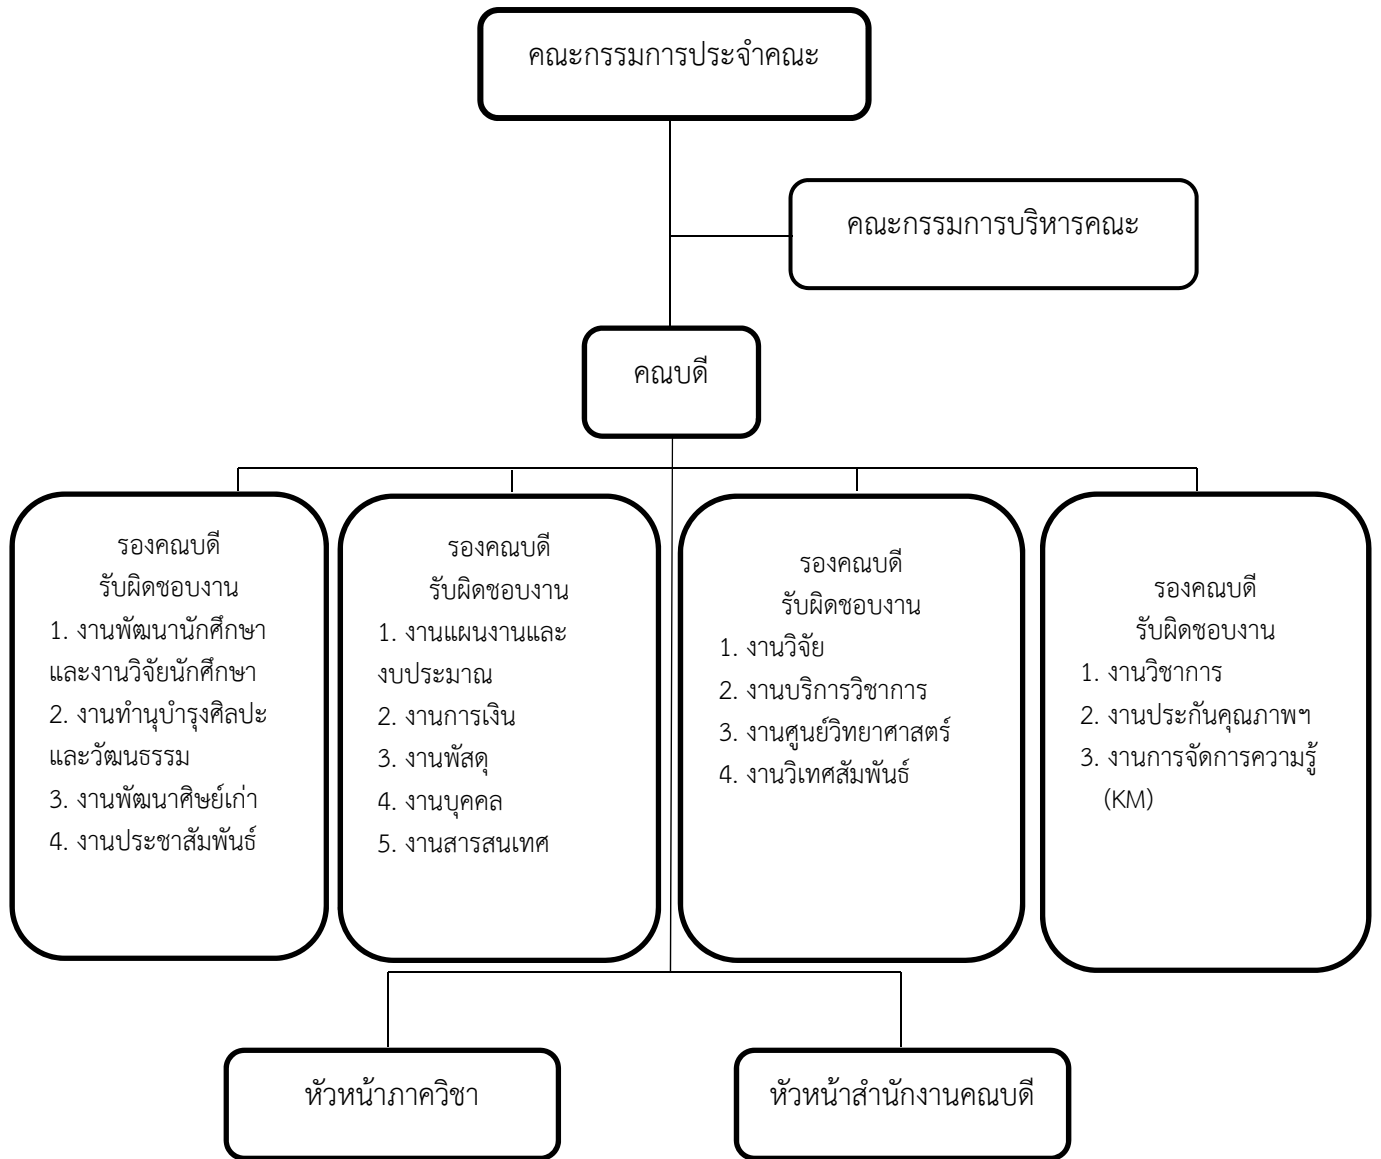 คณะกรรมการประจำคณะ
คณะกรรมการบริหารคณะ
คณบดี
รองคณบดี
รับผิดชอบงาน
1. งานพัฒนานักศึกษา
และงานวิจัยนักศึกษา
2. งานทำนุบำรุงศิลปะ
และวัฒนธรรม
3. งานพัฒนาศิษย์เก่า
4. งานประชาสัมพันธ์
รองคณบดี
รับผิดชอบงาน
1. งานแผนงานและ
งบประมาณ
2. งานการเงิน
3. งานพัสดุ
4. งานบุคคล
5. งานสารสนเทศ
รองคณบดี
รับผิดชอบงาน
1. งานวิจัย
2. งานบริการวิชาการ
3. งานศูนย์วิทยาศาสตร์
4. งานวิเทศสัมพันธ์
รองคณบดี
รับผิดชอบงาน
1. งานวิชาการ
2. งานประกันคุณภาพฯ
3. งานการจัดการความรู้
(KM)
หัวหน้าภาควิชา
หัวหน้าสำนักงานคณบดี